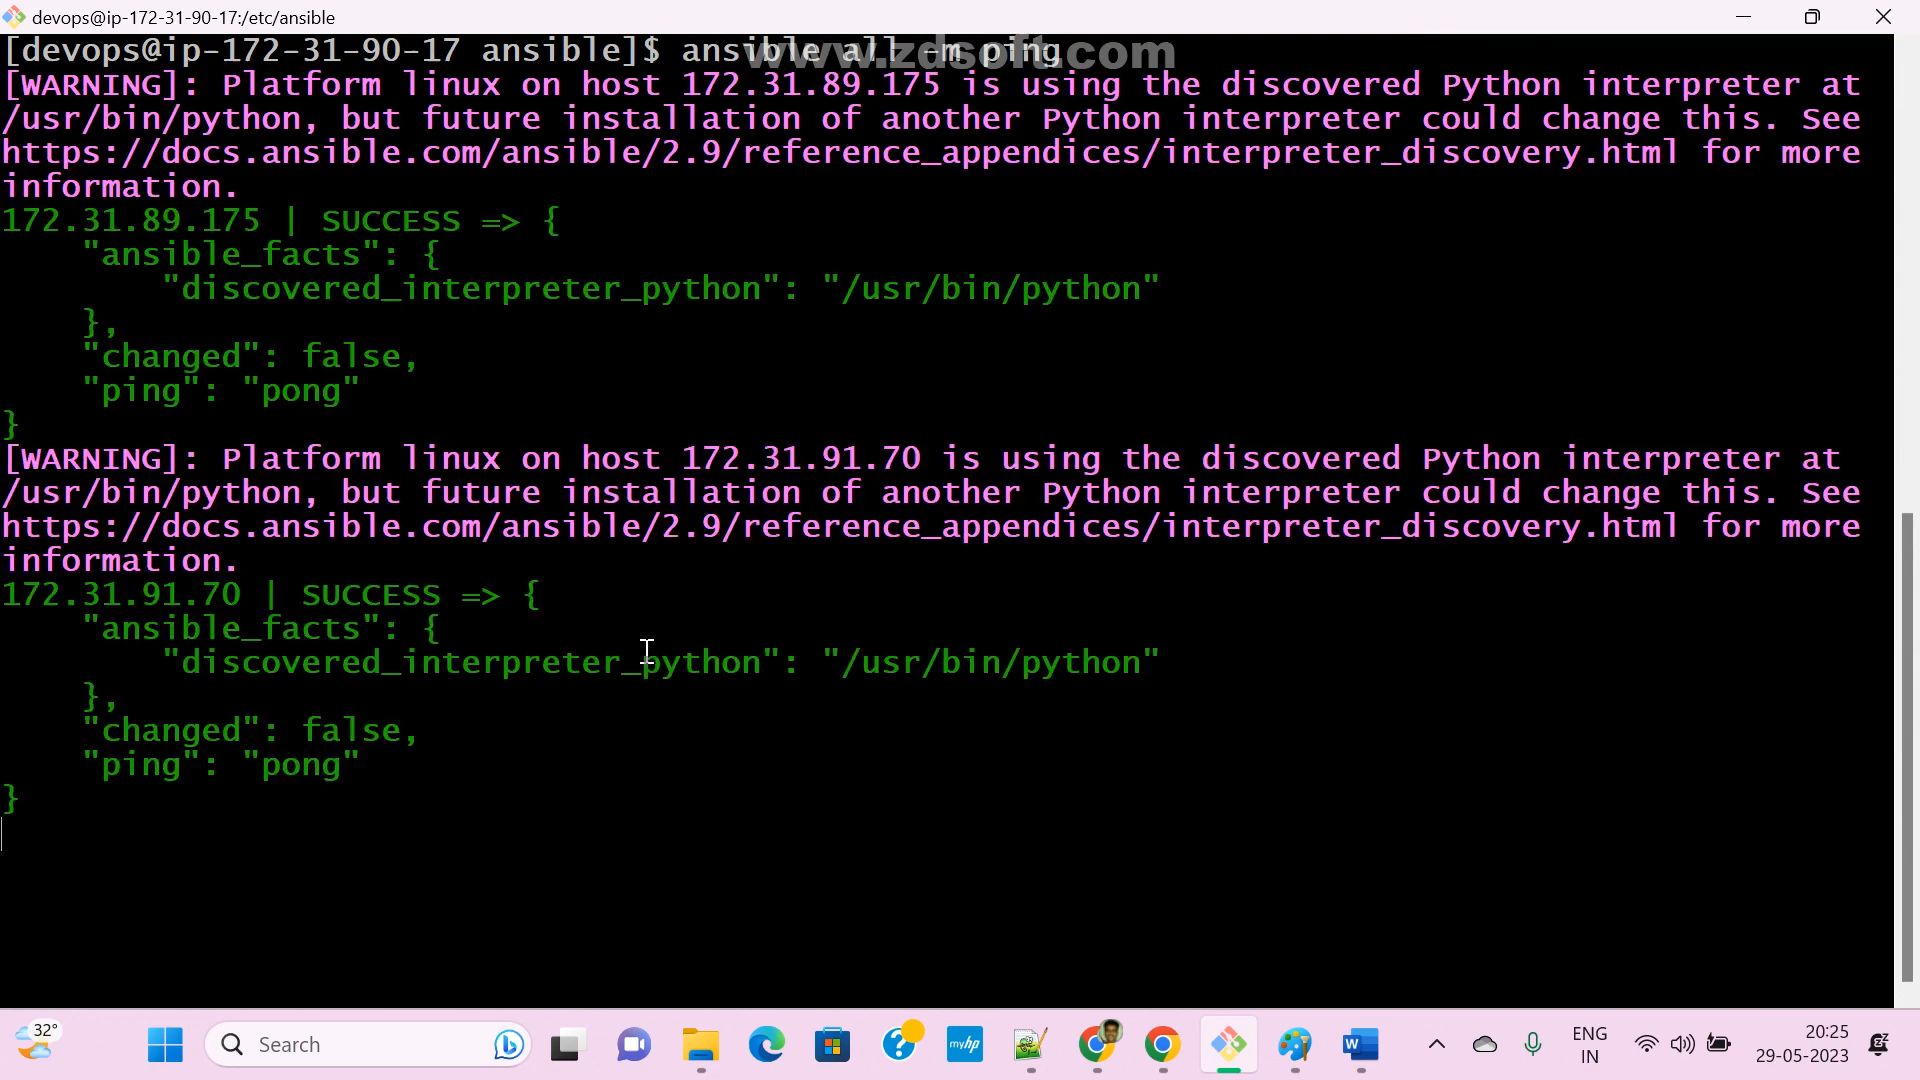 devops@ip-172-31-90-17:/etc/ansible
[devops@ip-172-31-90-17 ansible]$ ansible all -m ping
www.zdsoft.com
[WARNING]: Platform linux on host 172.31.89.175 is using the discovered Python interpreter at
/usr/bin/python, but future installation of another Python interpreter could change this. See
https://docs.ansible.com/ansible/2.9/reference_appendices/interpreter_discovery.html for more
information.
172.31.89.175 | SUCCESS => {
    "ansible_facts": {
        "discovered_interpreter_python": "/usr/bin/python"
    },
    "changed": false,
    "ping": "pong"
}
[WARNING]: Platform linux on host 172.31.91.70 is using the discovered Python interpreter at
/usr/bin/python, but future installation of another Python interpreter could change this. See
https://docs.ansible.com/ansible/2.9/reference_appendices/interpreter_discovery.html for more
information.
172.31.91.70 | SUCCESS => {
    "ansible_facts": {
        "discovered_interpreter_python": "/usr/bin/python"
    },
    "changed": false,
    "ping": "pong"
}
32°
Search
myhp
W
ENG
IN
20:25
29-05-2023